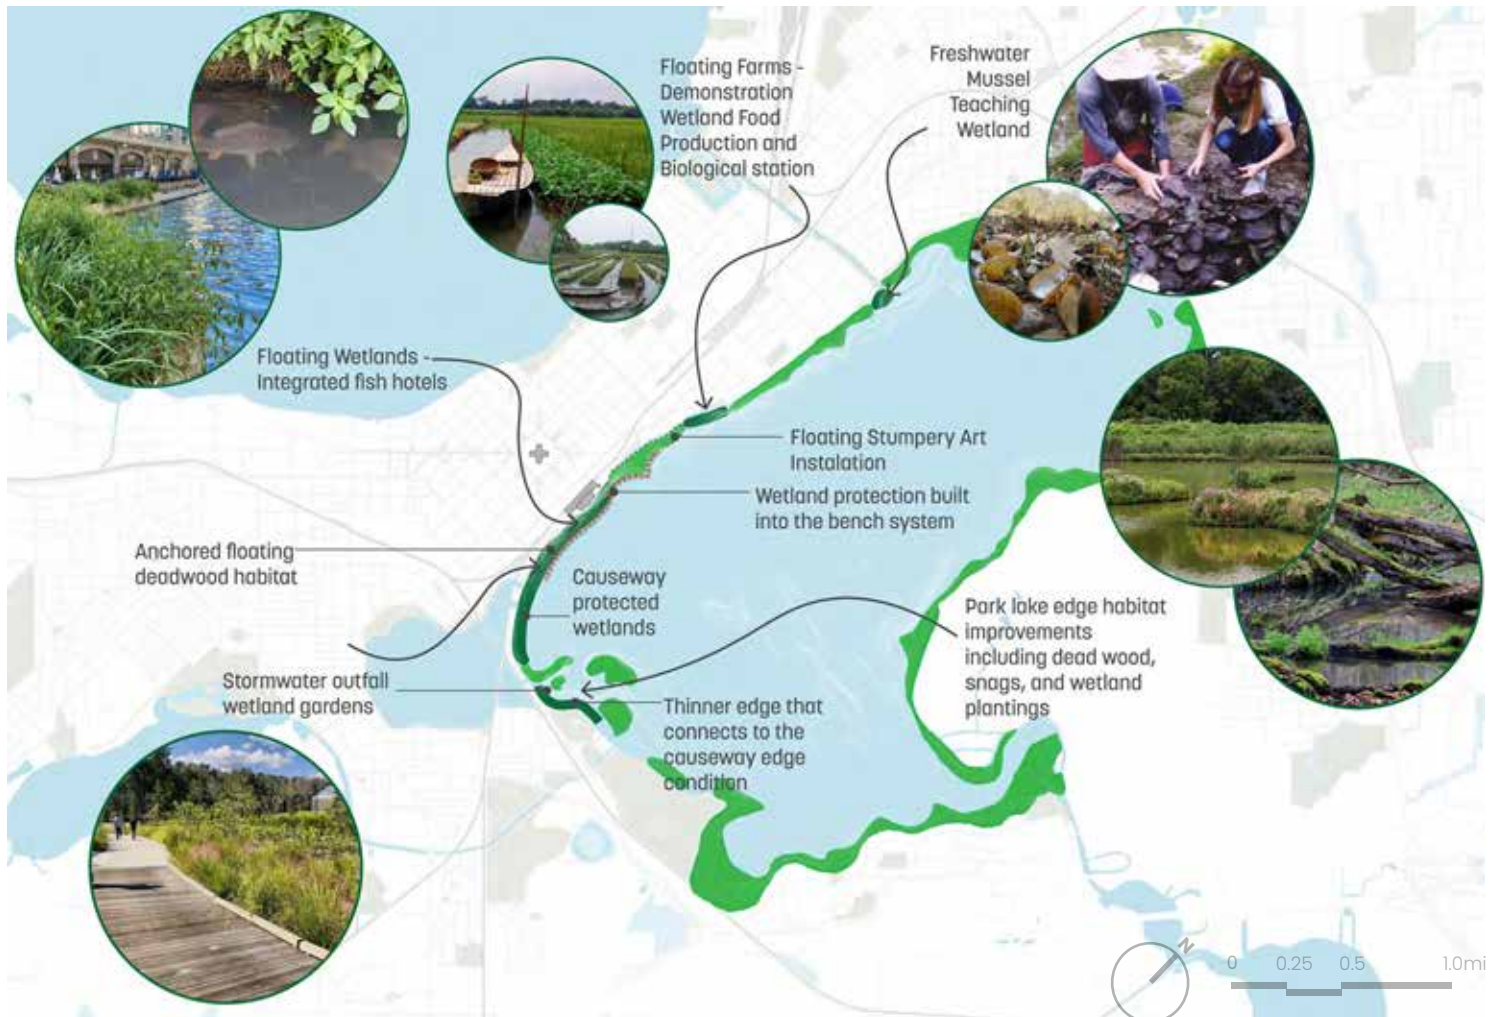 Floating Farms -
Demonstration
Wetland Food
Production and
Biological station
Freshwater
Mussel
Teaching
Wetland
Floating Wetlands -
Integrated fish hotels
Floating Stumpery Art
Instalation
Wetland protection built
into the bench system
Anchored floating
deadwood habitat
Causeway
protected
wetlands
Park lake edge habitat
improvements
including dead wood,
snags, and wetland
plantings
Stormwater outfall
wetland gardens
Thinner edge that
connects to the
causeway edge
condition
N
0 0.25 0.5 1.0mi